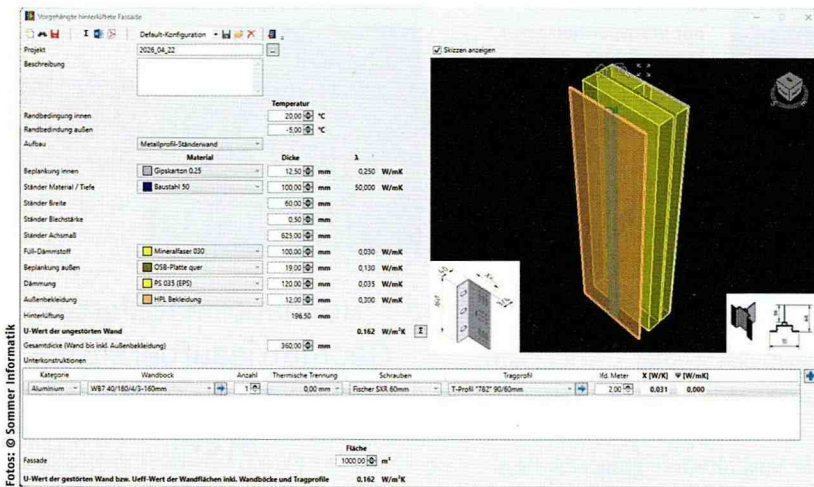 Vorgehängte hinterlüftete Fassade
Default-Konfiguration
Projekt 2026_04_22 ...
Beschreibung
Skizzen anzeigen
Temperatur
Randbedingung innen 20,00 °C
Randbedindung außen -5,00 °C
Aufbau Metallprofil-Ständerwand
Material Dicke λ
Beplankung innen Gipskarton 0.25 12,50 mm 0,250 W/mK
Ständer Material / Tiefe Baustahl 50 100,00 mm 50,000 W/mK
Ständer Breite 60,00 mm
Ständer Blechstärke 0,50 mm
Ständer Achsmaß 625,00 mm
Füll-Dämmstoff Mineralfaser 030 100,00 mm 0,030 W/mK
Beplankung außen OSB-Platte quer 19,00 mm 0,130 W/mK
Dämmung PS 035 (EPS) 120,00 mm 0,035 W/mK
Außenbekleidung HPL Bekleidung 12,00 mm 0,300 W/mK
Hinterlüftung 196,50 mm
U-Wert der ungestörten Wand 0.162 W/m²K Σ
Gesamtdicke (Wand bis inkl. Außenbekleidung) 360,00 mm
Unterkonstruktionen
Kategorie Wandbock Anzahl Thermische Trennung Schrauben Tragprofil lfd. Meter X [W/K] Ψ [W/mK]
Aluminium WB7 40/160/4/3-160mm 1 0,00 mm Fischer SXR 60mm T-Profil "762" 90/60mm 2,00 0,031 0,000
Fläche
Fassade 1000,00 m²
U-Wert der gestörten Wand bzw. Ueff-Wert der Wandflächen inkl. Wandböcke und Tragprofile 0.162 W/m²K
Fotos: © Sommer Informatik